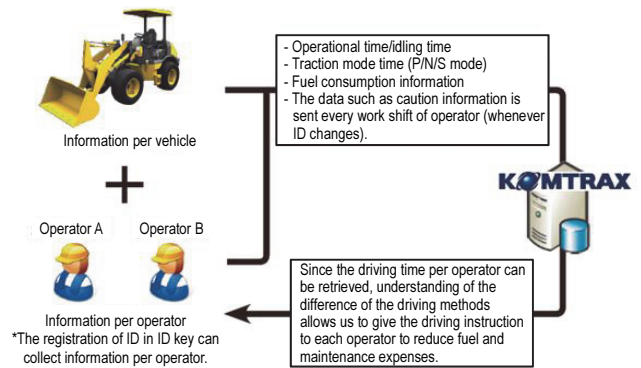 - Operational time/idling time
- Traction mode time (P/N/S mode)
- Fuel consumption information
- The data such as caution information is
sent every work shift of operator (whenever
ID changes).
Information per vehicle
KOMTRAX
Operator A
Operator B
Information per operator
*The registration of ID in ID key can
collect information per operator.
Since the driving time per operator can
be retrieved, understanding of the
difference of the driving methods
allows us to give the driving instruction
to each operator to reduce fuel and
maintenance expenses.